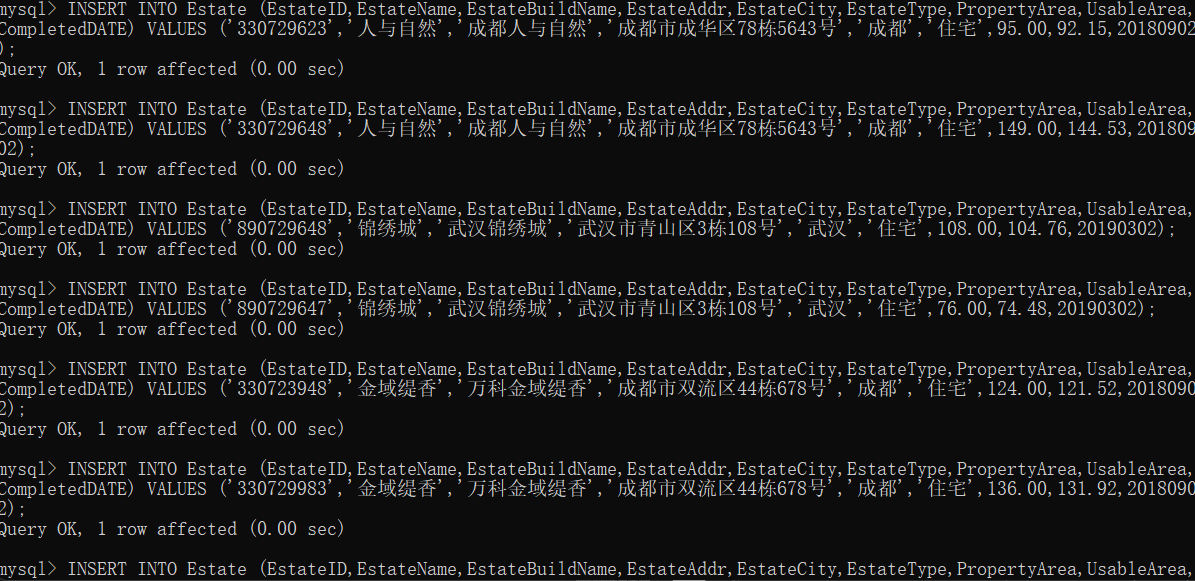 mysql> INSERT INTO Estate (EstateID,EstateName,EstateBuildName,EstateAddr,EstateCity,EstateType,PropertyArea,UsableArea,
CompletedDATE) VALUES ('330729623','人与自然','成都人与自然','成都市成华区78栋5643号','成都','住宅',95.00,92.15,20180902
);
Query OK, 1 row affected (0.00 sec)
mysql> INSERT INTO Estate (EstateID,EstateName,EstateBuildName,EstateAddr,EstateCity,EstateType,PropertyArea,UsableArea,
CompletedDATE) VALUES ('330729648','人与自然','成都人与自然','成都市成华区78栋5643号','成都','住宅',149.00,144.53,201809
02);
Query OK, 1 row affected (0.00 sec)
mysql> INSERT INTO Estate (EstateID,EstateName,EstateBuildName,EstateAddr,EstateCity,EstateType,PropertyArea,UsableArea,
CompletedDATE) VALUES ('890729648','锦绣城','武汉锦绣城','武汉市青山区3栋108号','武汉','住宅',108.00,104.76,20190302);
Query OK, 1 row affected (0.00 sec)
mysql> INSERT INTO Estate (EstateID,EstateName,EstateBuildName,EstateAddr,EstateCity,EstateType,PropertyArea,UsableArea,
CompletedDATE) VALUES ('890729647','锦绣城','武汉锦绣城','武汉市青山区3栋108号','武汉','住宅',76.00,74.48,20190302);
Query OK, 1 row affected (0.00 sec)
mysql> INSERT INTO Estate (EstateID,EstateName,EstateBuildName,EstateAddr,EstateCity,EstateType,PropertyArea,UsableArea,
CompletedDATE) VALUES ('330723948','金域缇香','万科金域缇香','成都市双流区44栋678号','成都','住宅',124.00,121.52,2018090
2);
Query OK, 1 row affected (0.00 sec)
mysql> INSERT INTO Estate (EstateID,EstateName,EstateBuildName,EstateAddr,EstateCity,EstateType,PropertyArea,UsableArea,
CompletedDATE) VALUES ('330729983','金域缇香','万科金域缇香','成都市双流区44栋678号','成都','住宅',136.00,131.92,2018090
2);
Query OK, 1 row affected (0.00 sec)
mysql> INSERT INTO Estate (EstateID,EstateName,EstateBuildName,EstateAddr,EstateCity,EstateType,PropertyArea,UsableArea,